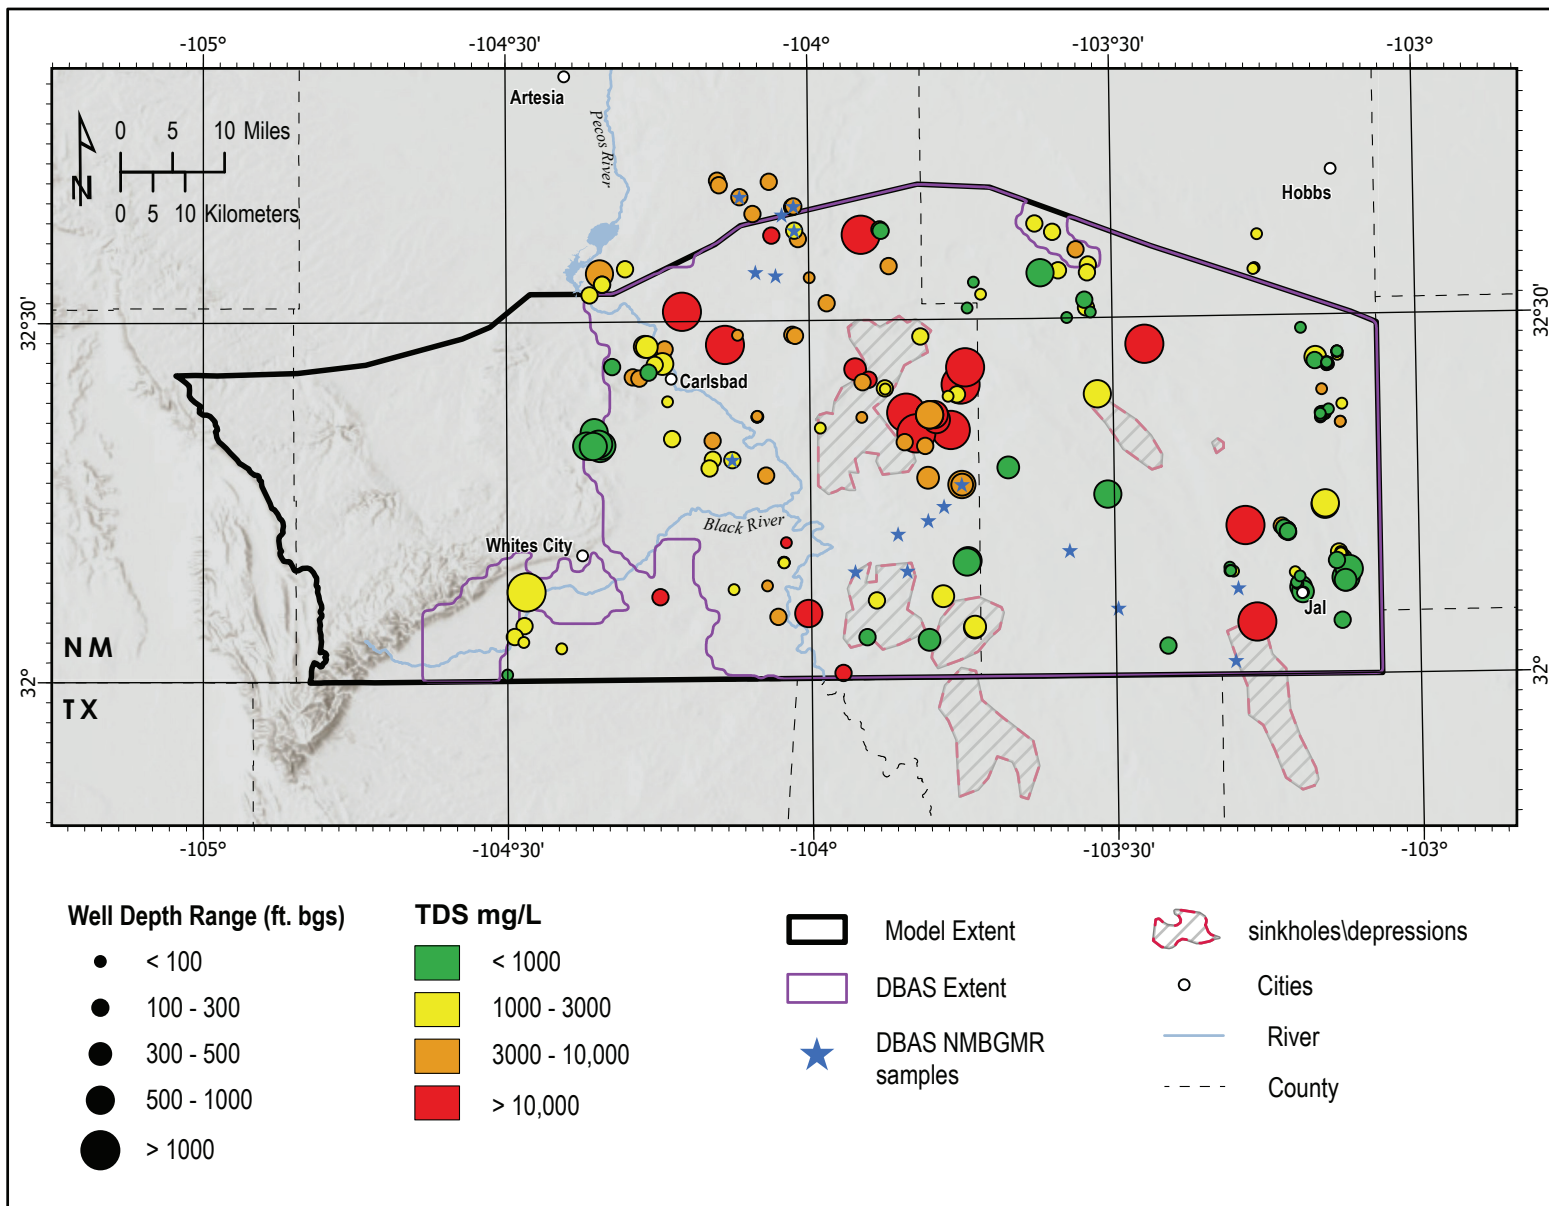 -105° -104°30' -104° -103°30' -103°
Artesia
Pecos River
0 5 10 Miles
N
0 5 10 Kilometers
Hobbs
32°30' 32°30'
Carlsbad
Black River
Whites City
Jal
NM
32° 32°
TX
-105° -104°30' -104° -103°30' -103°
Well Depth Range (ft. bgs)
< 100
100 - 300
300 - 500
500 - 1000
> 1000
TDS mg/L
< 1000
1000 - 3000
3000 - 10,000
> 10,000
Model Extent
DBAS Extent
DBAS NMBGMR
samples
sinkholes\depressions
Cities
River
County